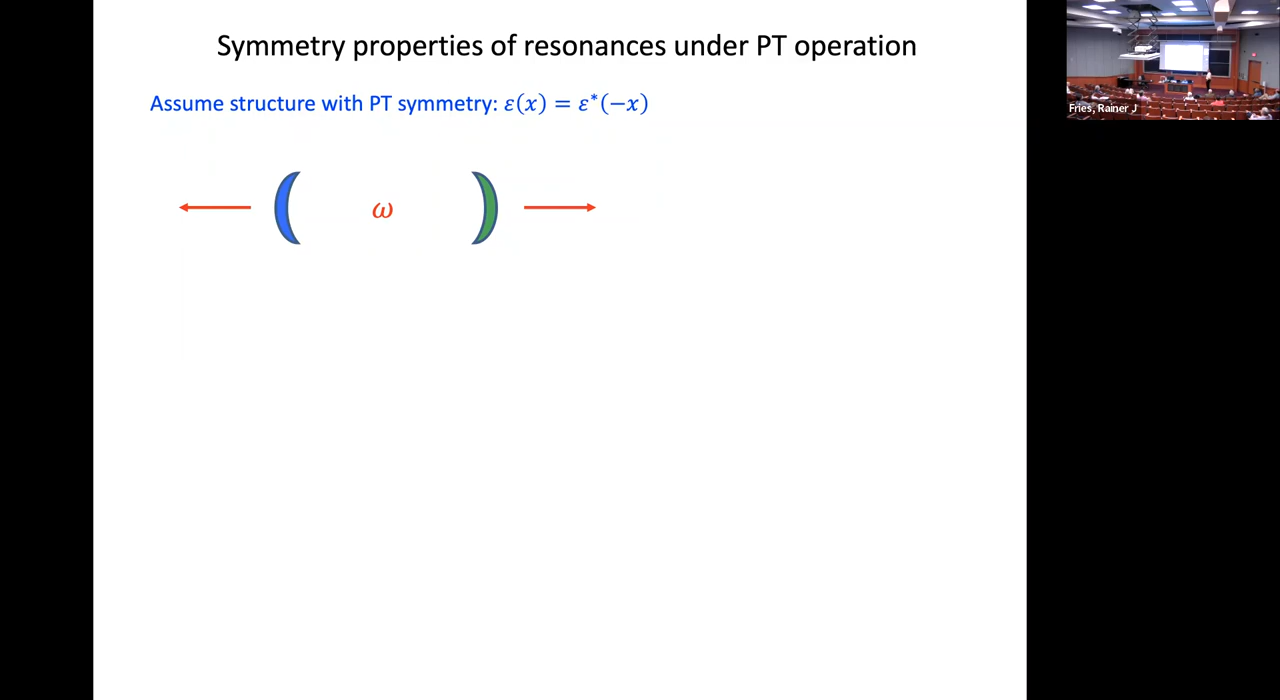 Symmetry properties of resonances under PT operation
Assume structure with PT symmetry: ε(x) = ε*(−x)
ω
Fries, Rainer J